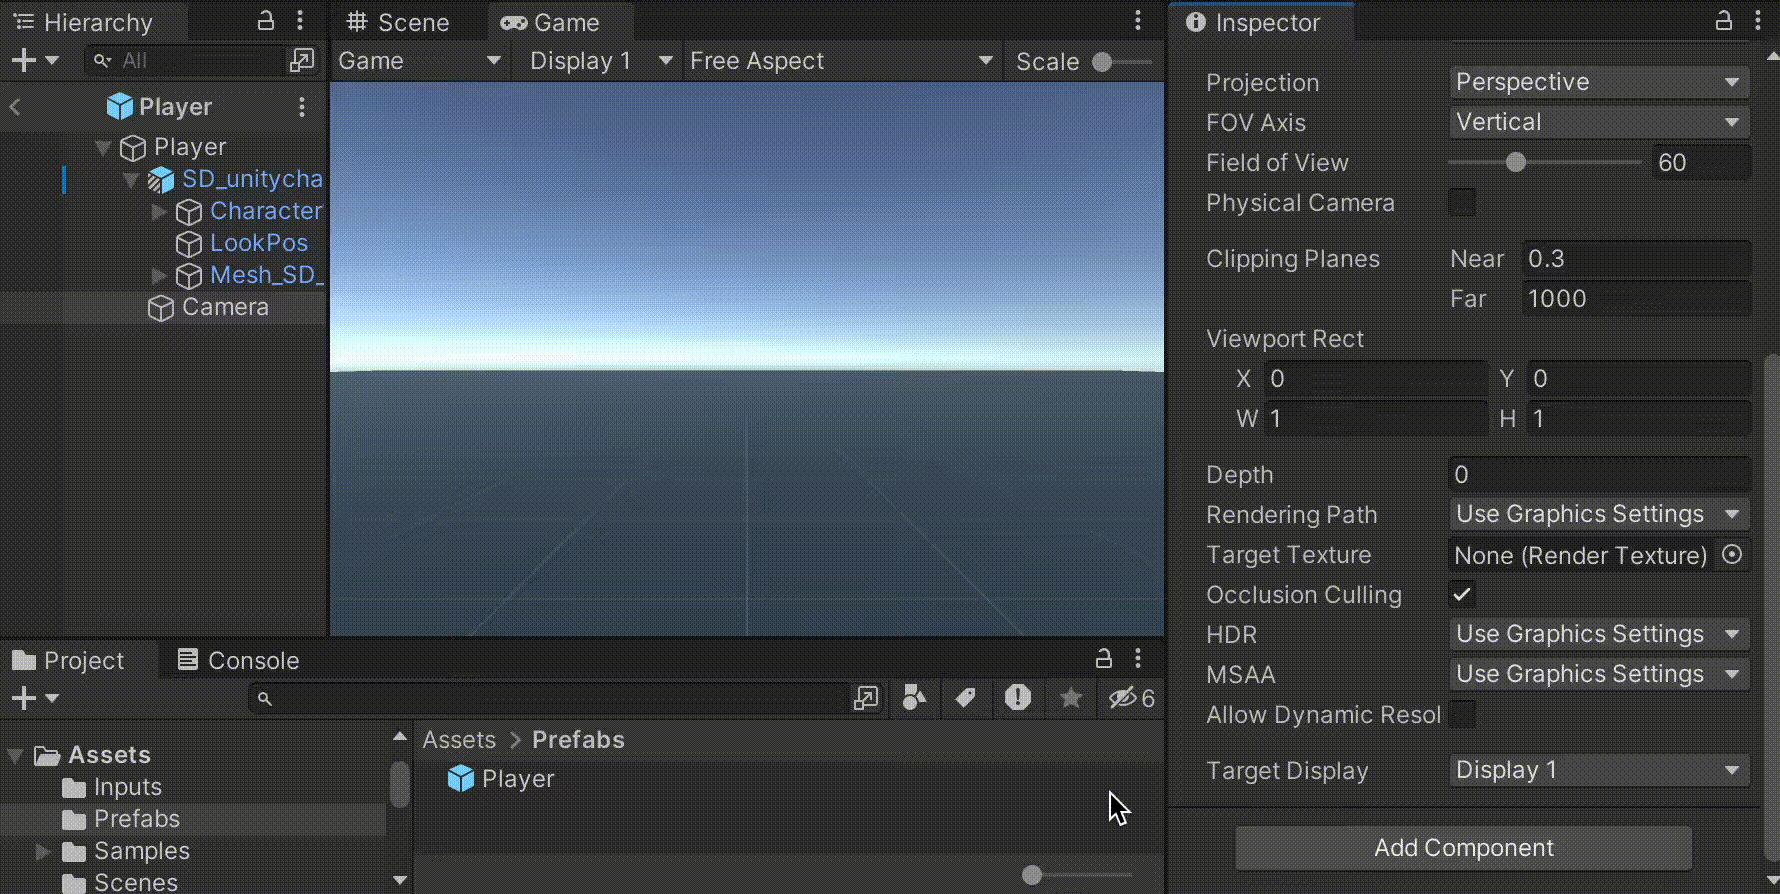 Hierarchy
All
Player
Player
SD_unitycha
Character
LookPos
Mesh_SD_
Camera
Scene
Game
Game
Display 1
Free Aspect
Scale
Inspector
Projection
Perspective
FOV Axis
Vertical
Field of View
60
Physical Camera
Clipping Planes
Near
0.3
Far
1000
Viewport Rect
X 0
Y 0
W 1
H 1
Depth
0
Rendering Path
Use Graphics Settings
Target Texture
None (Render Texture)
Occlusion Culling
HDR
Use Graphics Settings
MSAA
Use Graphics Settings
Allow Dynamic Resol
Target Display
Display 1
Add Component
Project
Console
6
Assets
Inputs
Prefabs
Samples
Scenes
Assets > Prefabs
Player